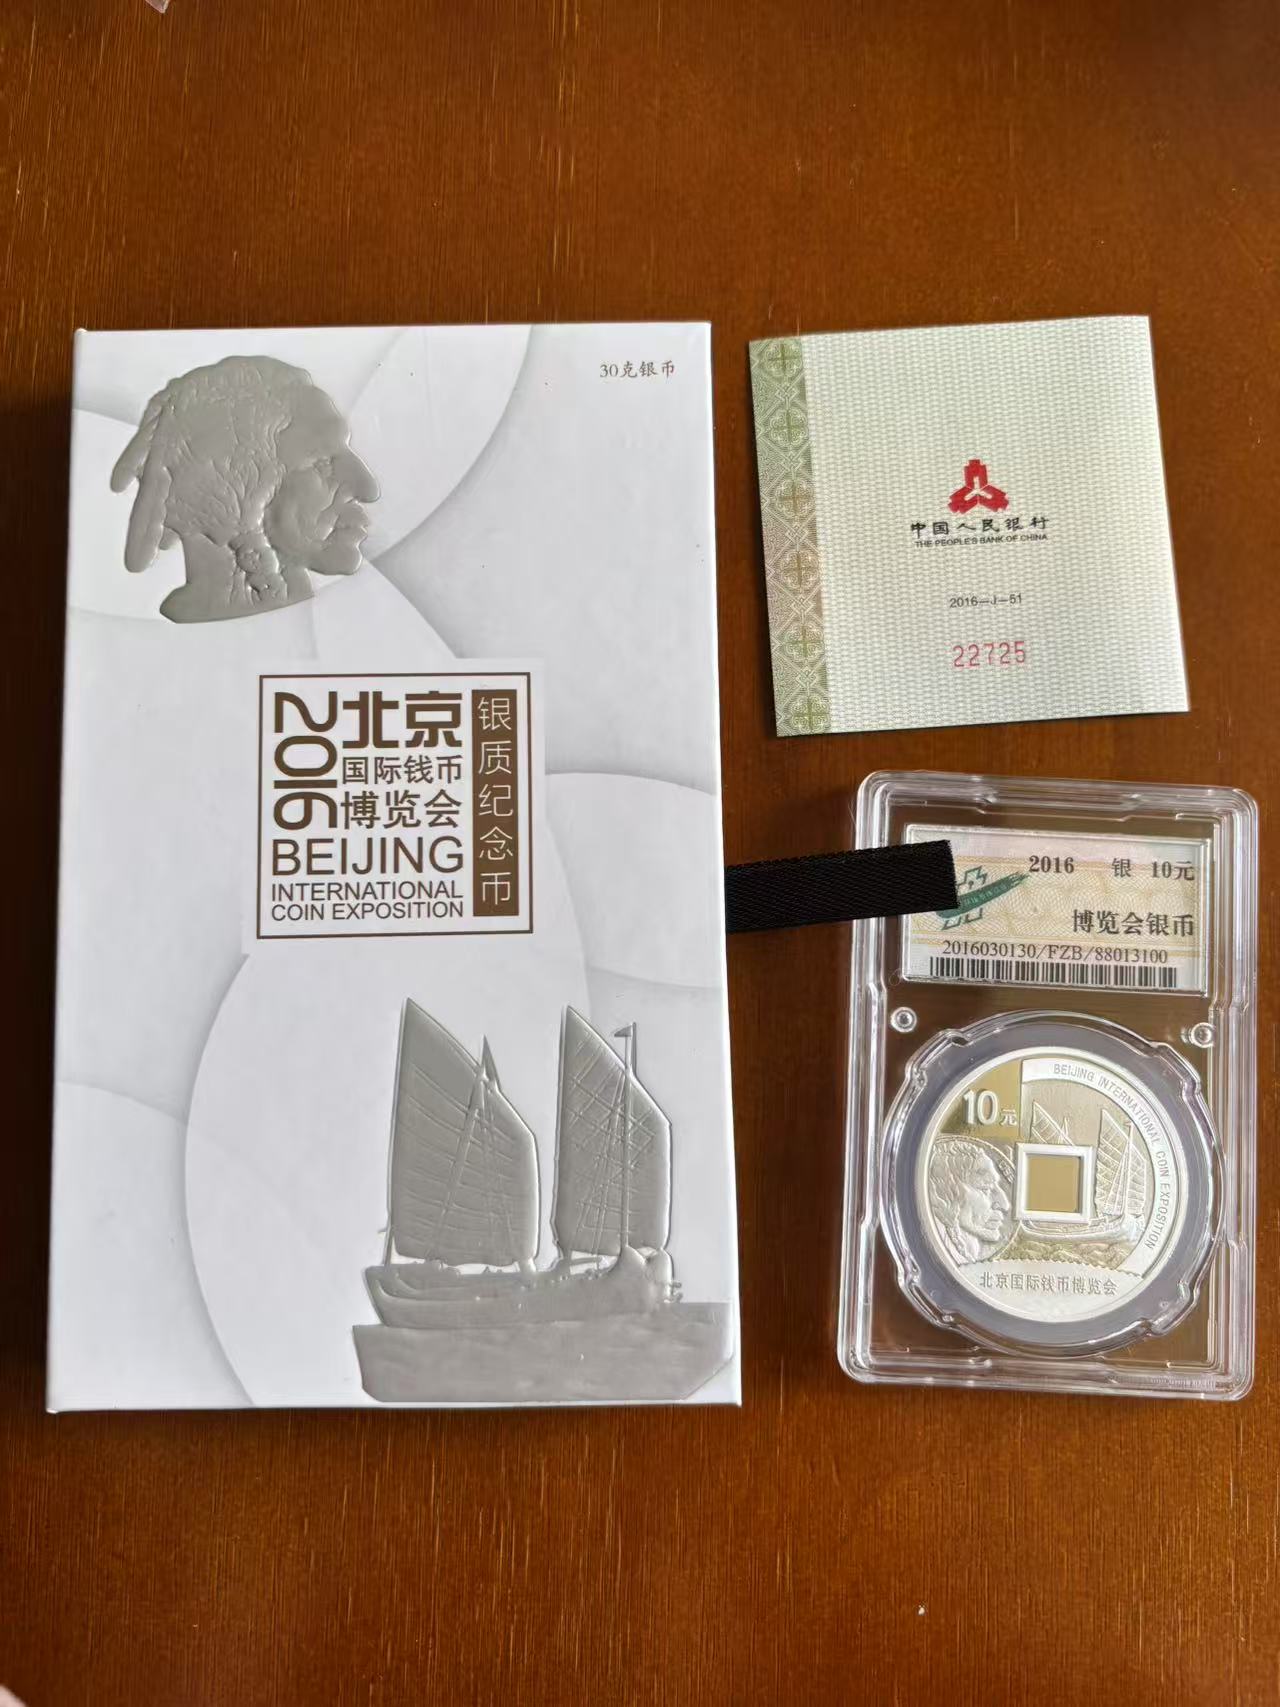 30克银币
2016
北京
国际钱币
博览会
BEIJING
INTERNATIONAL
COIN EXPOSITION
银质纪念币
中国人民银行
THE PEOPLE'S BANK OF CHINA
2016—J—51
22725
2016 银 10元
博览会银币
2016030130/FZB/88013100
BEIJING INTERNATIONAL COIN EXPOSITION
10元
北京国际钱币博览会